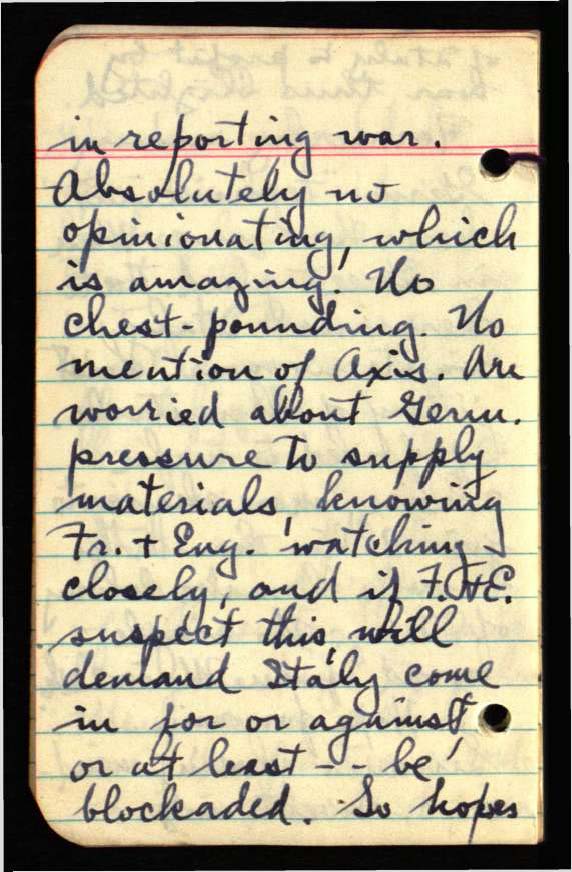 in reporting war.
Absolutely no
opinionating, which
is amazing. No
chest-pounding. No
mention of Axis. Are
worried about Germ.
pressure to supply
materials, knowing
Fr. + Eng. watching
closely, and if F. + E.
suspect this, will
demand Italy come
in for or against,
or at least -- be
blockaded. So hopes